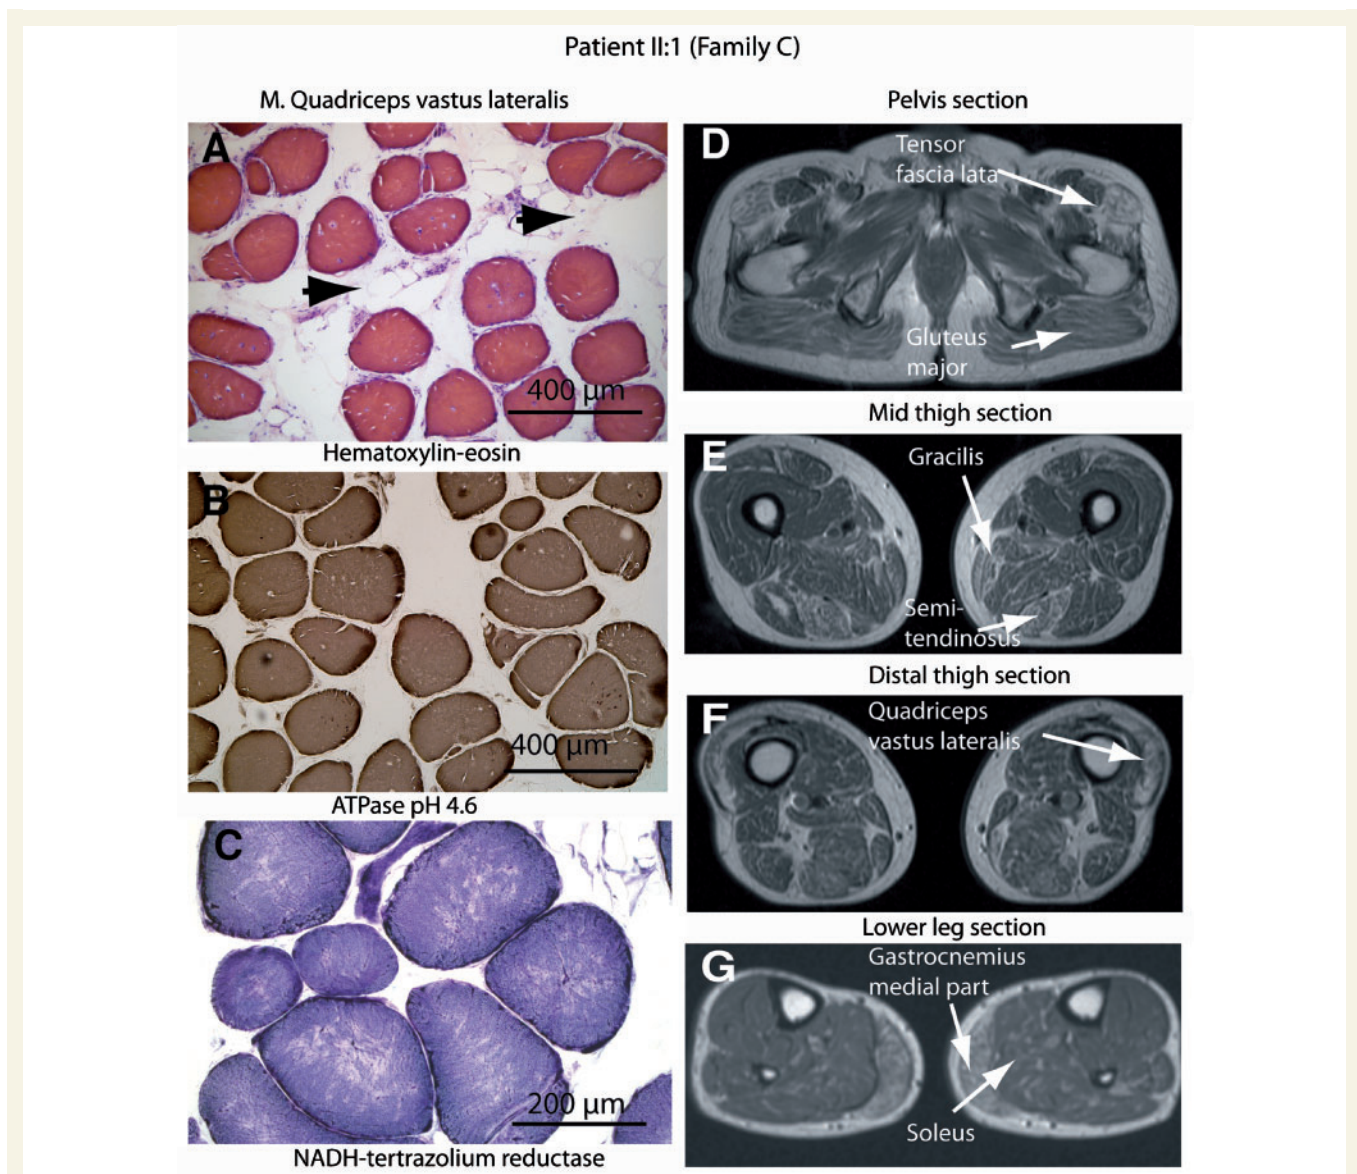 Patient II:1 (Family C)
M. Quadriceps vastus lateralis
A
400 µm
Hematoxylin-eosin
B
400 µm
ATPase pH 4.6
C
200 µm
NADH-tertrazolium reductase
Pelvis section
D
Tensor
fascia lata
Gluteus
major
Mid thigh section
E
Gracilis
Semi-
tendinosus
Distal thigh section
F
Quadriceps
vastus lateralis
Lower leg section
G
Gastrocnemius
medial part
Soleus